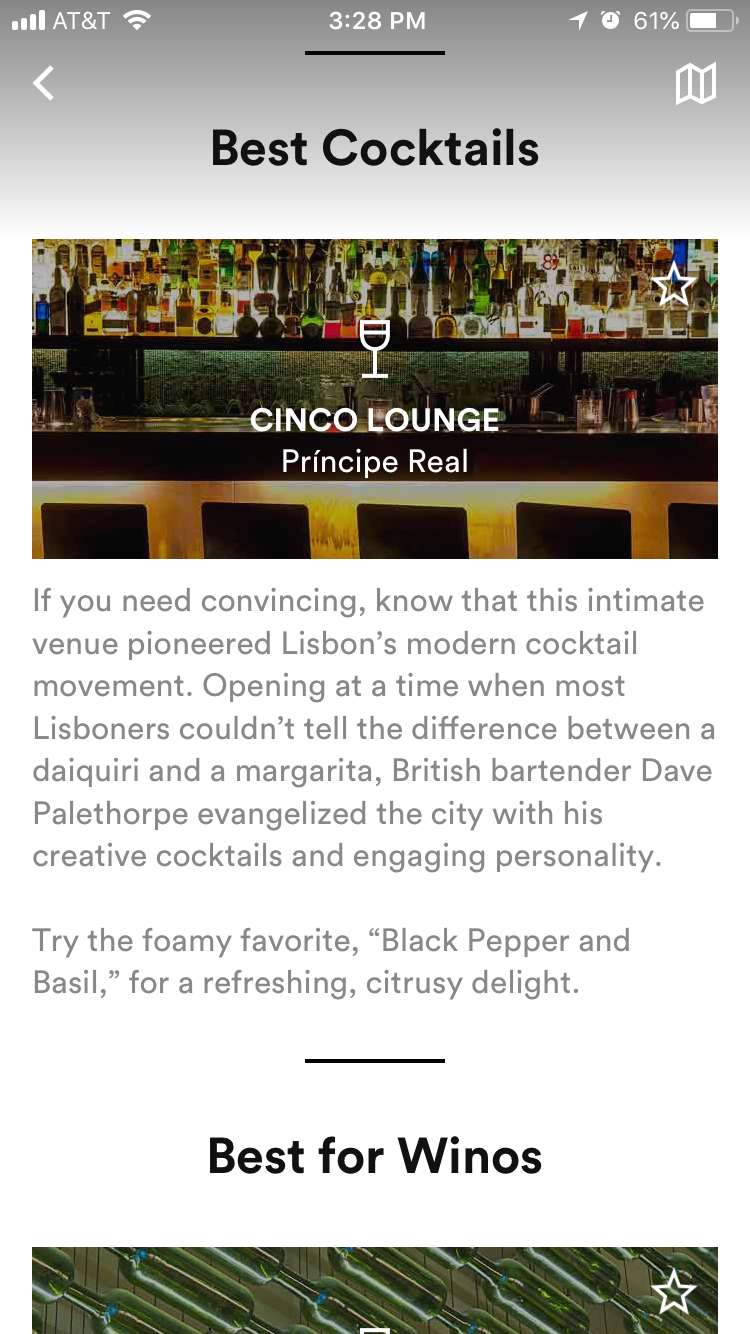 AT&T 3:28 PM 61%
Best Cocktails
CINCO LOUNGE
Príncipe Real
If you need convincing, know that this intimate
venue pioneered Lisbon’s modern cocktail
movement. Opening at a time when most
Lisboners couldn’t tell the difference between a
daiquiri and a margarita, British bartender Dave
Palethorpe evangelized the city with his
creative cocktails and engaging personality.
Try the foamy favorite, “Black Pepper and
Basil,” for a refreshing, citrusy delight.
Best for Winos